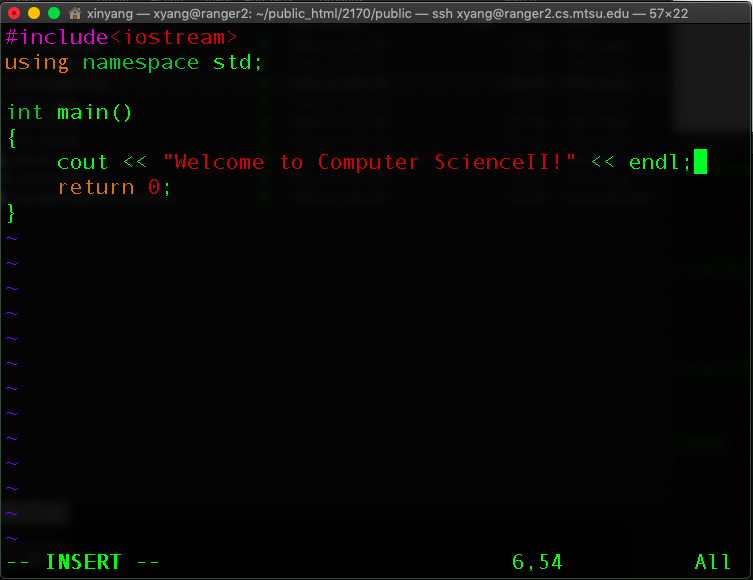 xinyang — xyang@ranger2: ~/public_html/2170/public — ssh xyang@ranger2.cs.mtsu.edu — 57×22
#include<iostream>
using namespace std;

int main()
{
    cout << "Welcome to Computer ScienceII!" << endl;
    return 0;
}
~
~
~
~
~
~
~
~
~
~
~
~
~
-- INSERT -- 6,54 All